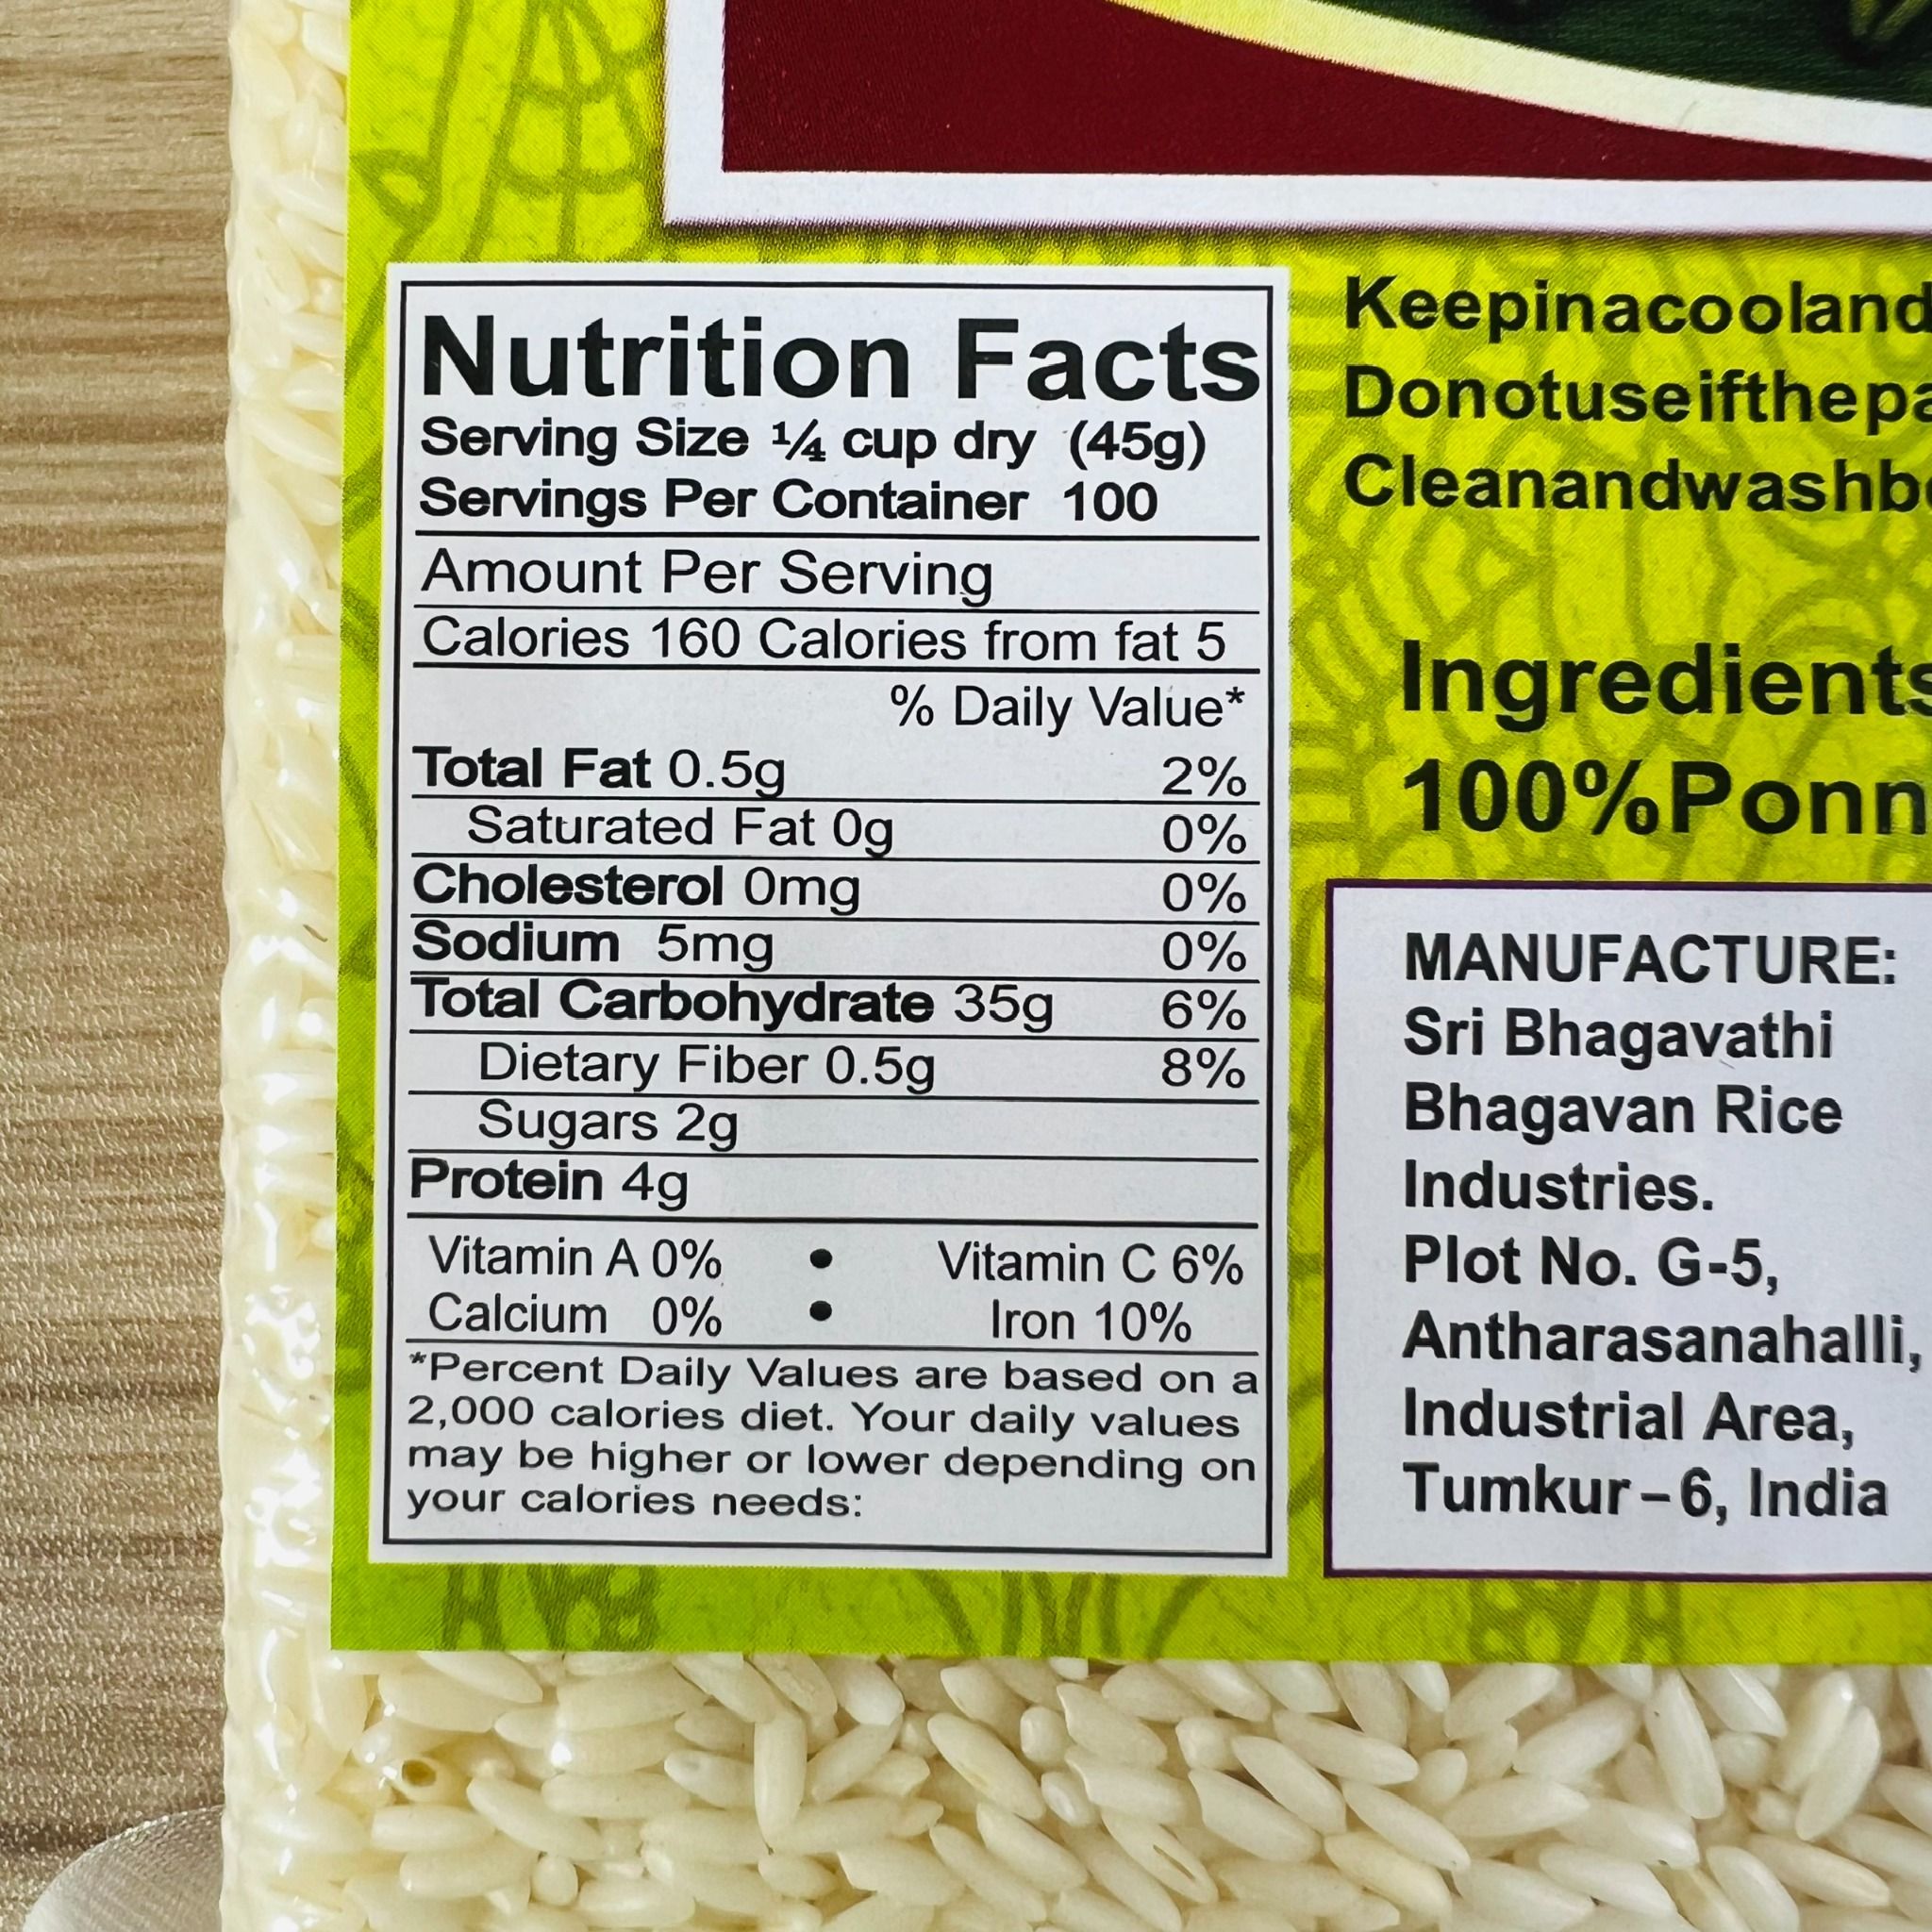 Nutrition Facts
Serving Size ¼ cup dry (45g)
Servings Per Container 100
Amount Per Serving
Calories 160 Calories from fat 5
% Daily Value*
Total Fat 0.5g 2%
Saturated Fat 0g 0%
Cholesterol 0mg 0%
Sodium 5mg 0%
Total Carbohydrate 35g 6%
Dietary Fiber 0.5g 8%
Sugars 2g
Protein 4g
Vitamin A 0% • Vitamin C 6%
Calcium 0% • Iron 10%
*Percent Daily Values are based on a
2,000 calories diet. Your daily values
may be higher or lower depending on
your calories needs:
Keepinacooland
Donotuseifthepa
Cleanandwashb
Ingredients
100%Ponn
MANUFACTURE:
Sri Bhagavathi
Bhagavan Rice
Industries.
Plot No. G-5,
Antharasanahalli,
Industrial Area,
Tumkur – 6, India